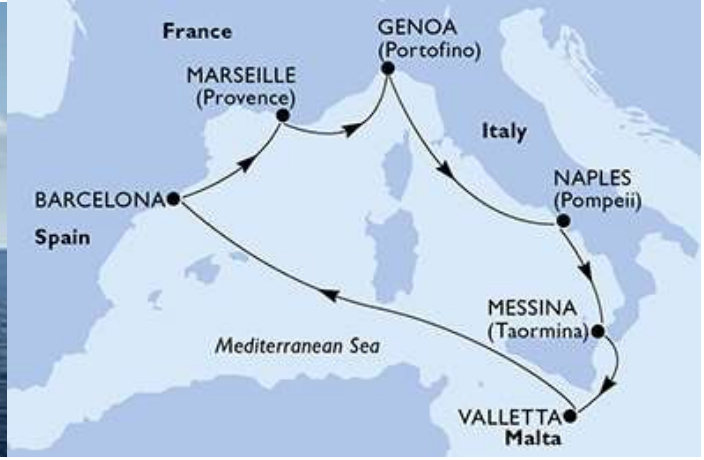 GENOA
(Portofino)
France
MARSEILLE
(Provence)
Italy
NAPLES
(Pompeii)
BARCELONA
Spain
MESSINA
(Taormina)
Mediterranean Sea
VALLETTA
Malta